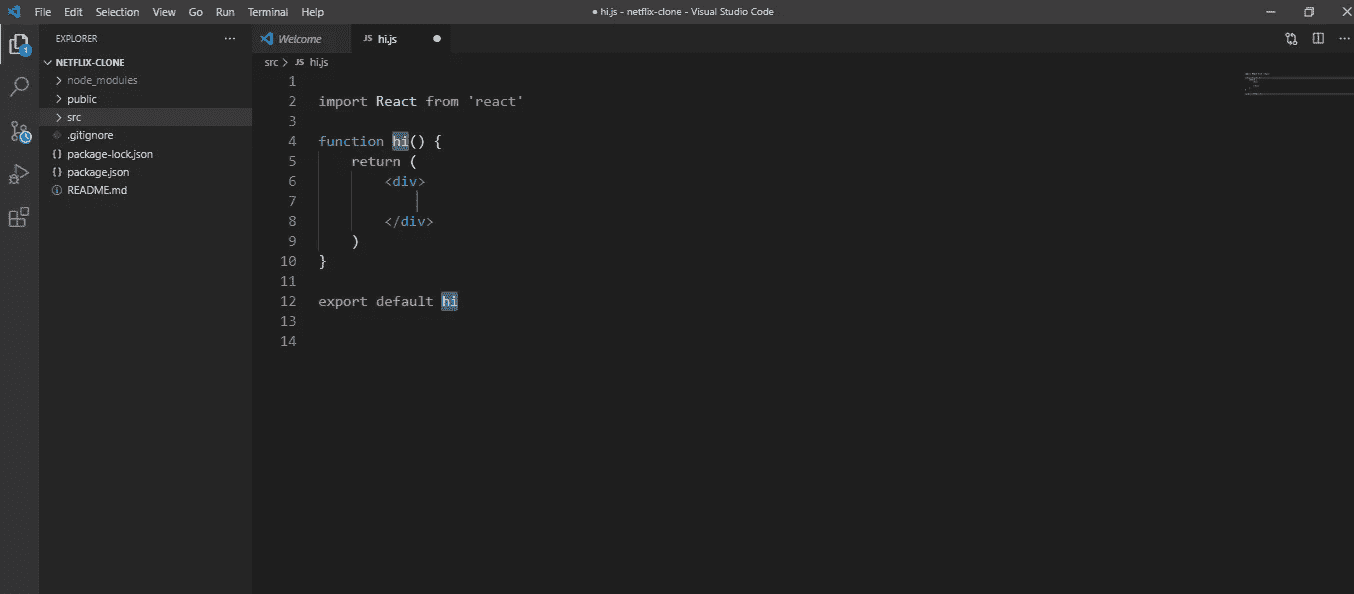 File Edit Selection View Go Run Terminal Help
● hi.js - netflix-clone - Visual Studio Code
EXPLORER
Welcome
JS hi.js
NETFLIX-CLONE
node_modules
public
src
.gitignore
{} package-lock.json
{} package.json
README.md
1
src > JS hi.js
1
2 import React from 'react'
3
4 function hi() {
5 return (
6 <div>
7
8 </div>
9 )
10 }
11
12 export default hi
13
14